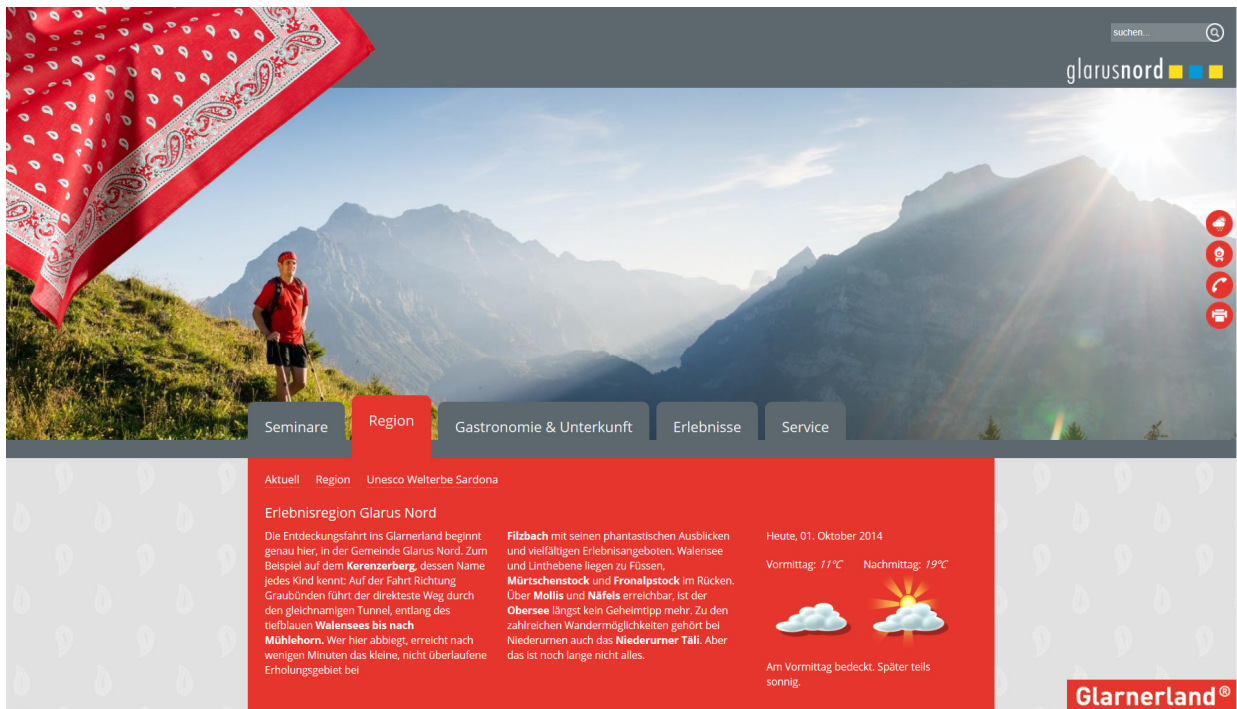 suchen...
glarusnord
Seminare
Region
Gastronomie & Unterkunft
Erlebnisse
Service
Aktuell Region Unesco Welterbe Sardona
Erlebnisregion Glarus Nord
Die Entdeckungsfahrt ins Glarnerland beginnt
genau hier, in der Gemeinde Glarus Nord. Zum
Beispiel auf dem Kerenzerberg, dessen Name
jedes Kind kennt: Auf der Fahrt Richtung
Graubünden führt der direkteste Weg durch
den gleichnamigen Tunnel, entlang des
tiefblauen Walensees bis nach
Mühlehorn. Wer hier abbiegt, erreicht nach
wenigen Minuten das kleine, nicht überlaufene
Erholungsgebiet bei
Filzbach mit seinen phantastischen Ausblicken
und vielfältigen Erlebnisangeboten. Walensee
und Linthebene liegen zu Füssen,
Mürtschenstock und Fronalpstock im Rücken.
Über Mollis und Näfels erreichbar, ist der
Obersee längst kein Geheimtipp mehr. Zu den
zahlreichen Wandermöglichkeiten gehört bei
Niederurnen auch das Niederurner Täli. Aber
das ist noch lange nicht alles.
Heute, 01. Oktober 2014
Vormittag: 11°C Nachmittag: 19°C
Am Vormittag bedeckt. Später teils
sonnig.
Glarnerland®